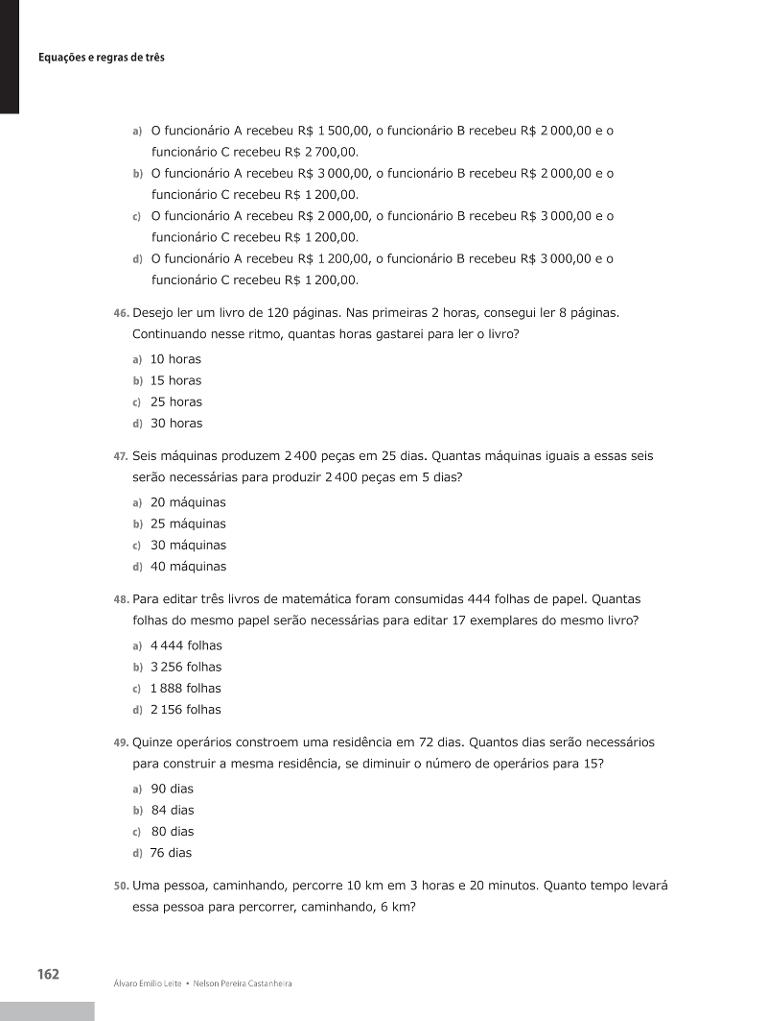 Equações e regras de três
a) O funcionário A recebeu R$ 1 500,00, o funcionário B recebeu R$ 2 000,00 e o
funcionário C recebeu R$ 2 700,00.
b) O funcionário A recebeu R$ 3 000,00, o funcionário B recebeu R$ 2 000,00 e o
funcionário C recebeu R$ 1 200,00.
c) O funcionário A recebeu R$ 2 000,00, o funcionário B recebeu R$ 3 000,00 e o
funcionário C recebeu R$ 1 200,00.
d) O funcionário A recebeu R$ 1 200,00, o funcionário B recebeu R$ 3 000,00 e o
funcionário C recebeu R$ 1 200,00.
46. Desejo ler um livro de 120 páginas. Nas primeiras 2 horas, consegui ler 8 páginas.
Continuando nesse ritmo, quantas horas gastarei para ler o livro?
a) 10 horas
b) 15 horas
c) 25 horas
d) 30 horas
47. Seis máquinas produzem 2 400 peças em 25 dias. Quantas máquinas iguais a essas seis
serão necessárias para produzir 2 400 peças em 5 dias?
a) 20 máquinas
b) 25 máquinas
c) 30 máquinas
d) 40 máquinas
48. Para editar três livros de matemática foram consumidas 444 folhas de papel. Quantas
folhas do mesmo papel serão necessárias para editar 17 exemplares do mesmo livro?
a) 4 444 folhas
b) 3 256 folhas
c) 1 888 folhas
d) 2 156 folhas
49. Quinze operários constroem uma residência em 72 dias. Quantos dias serão necessários
para construir a mesma residência, se diminuir o número de operários para 15?
a) 90 dias
b) 84 dias
c) 80 dias
d) 76 dias
50. Uma pessoa, caminhando, percorre 10 km em 3 horas e 20 minutos. Quanto tempo levará
essa pessoa para percorrer, caminhando, 6 km?
162
Álvaro Emílio Leite • Nelson Pereira Castanheira